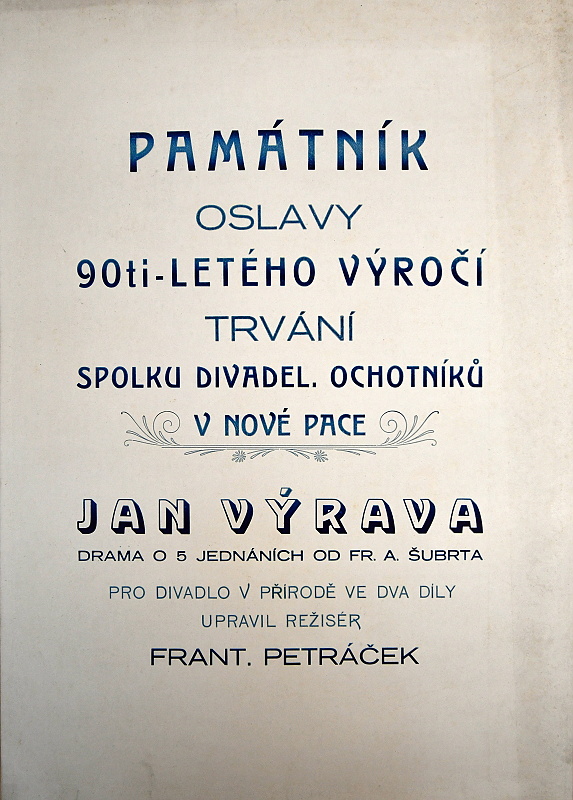 PAMÁTNÍK
OSLAVY
90ti-LETÉHO VÝROČÍ
TRVÁNÍ
SPOLKU DIVADEL. OCHOTNÍKŮ
V NOVÉ PACE
JAN VÝRAVA
DRAMA O 5 JEDNÁNÍCH OD FR. A. ŠUBRTA
PRO DIVADLO V PŘÍRODĚ VE DVA DÍLY
UPRAVIL REŽISÉR
FRANT. PETRÁČEK